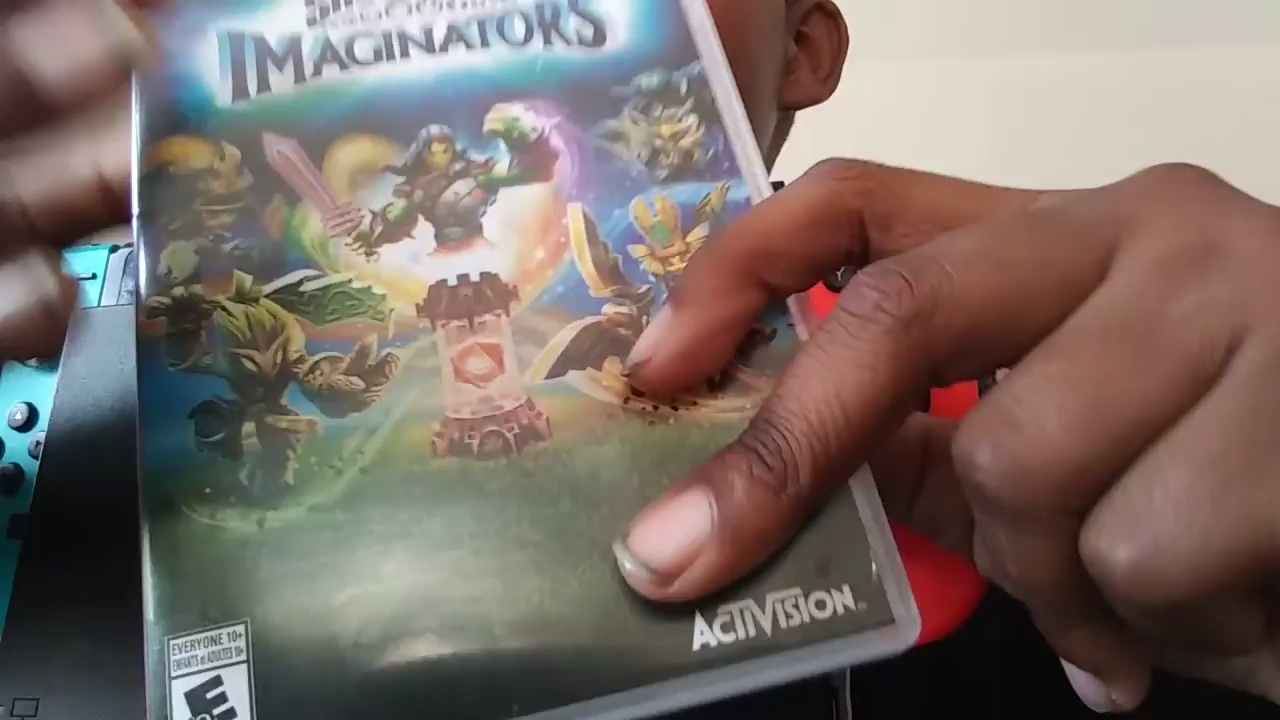 IMAGINATORS
ACTIVISION
EVERYONE 10+
ENFANTS et ADULTES 10+
E